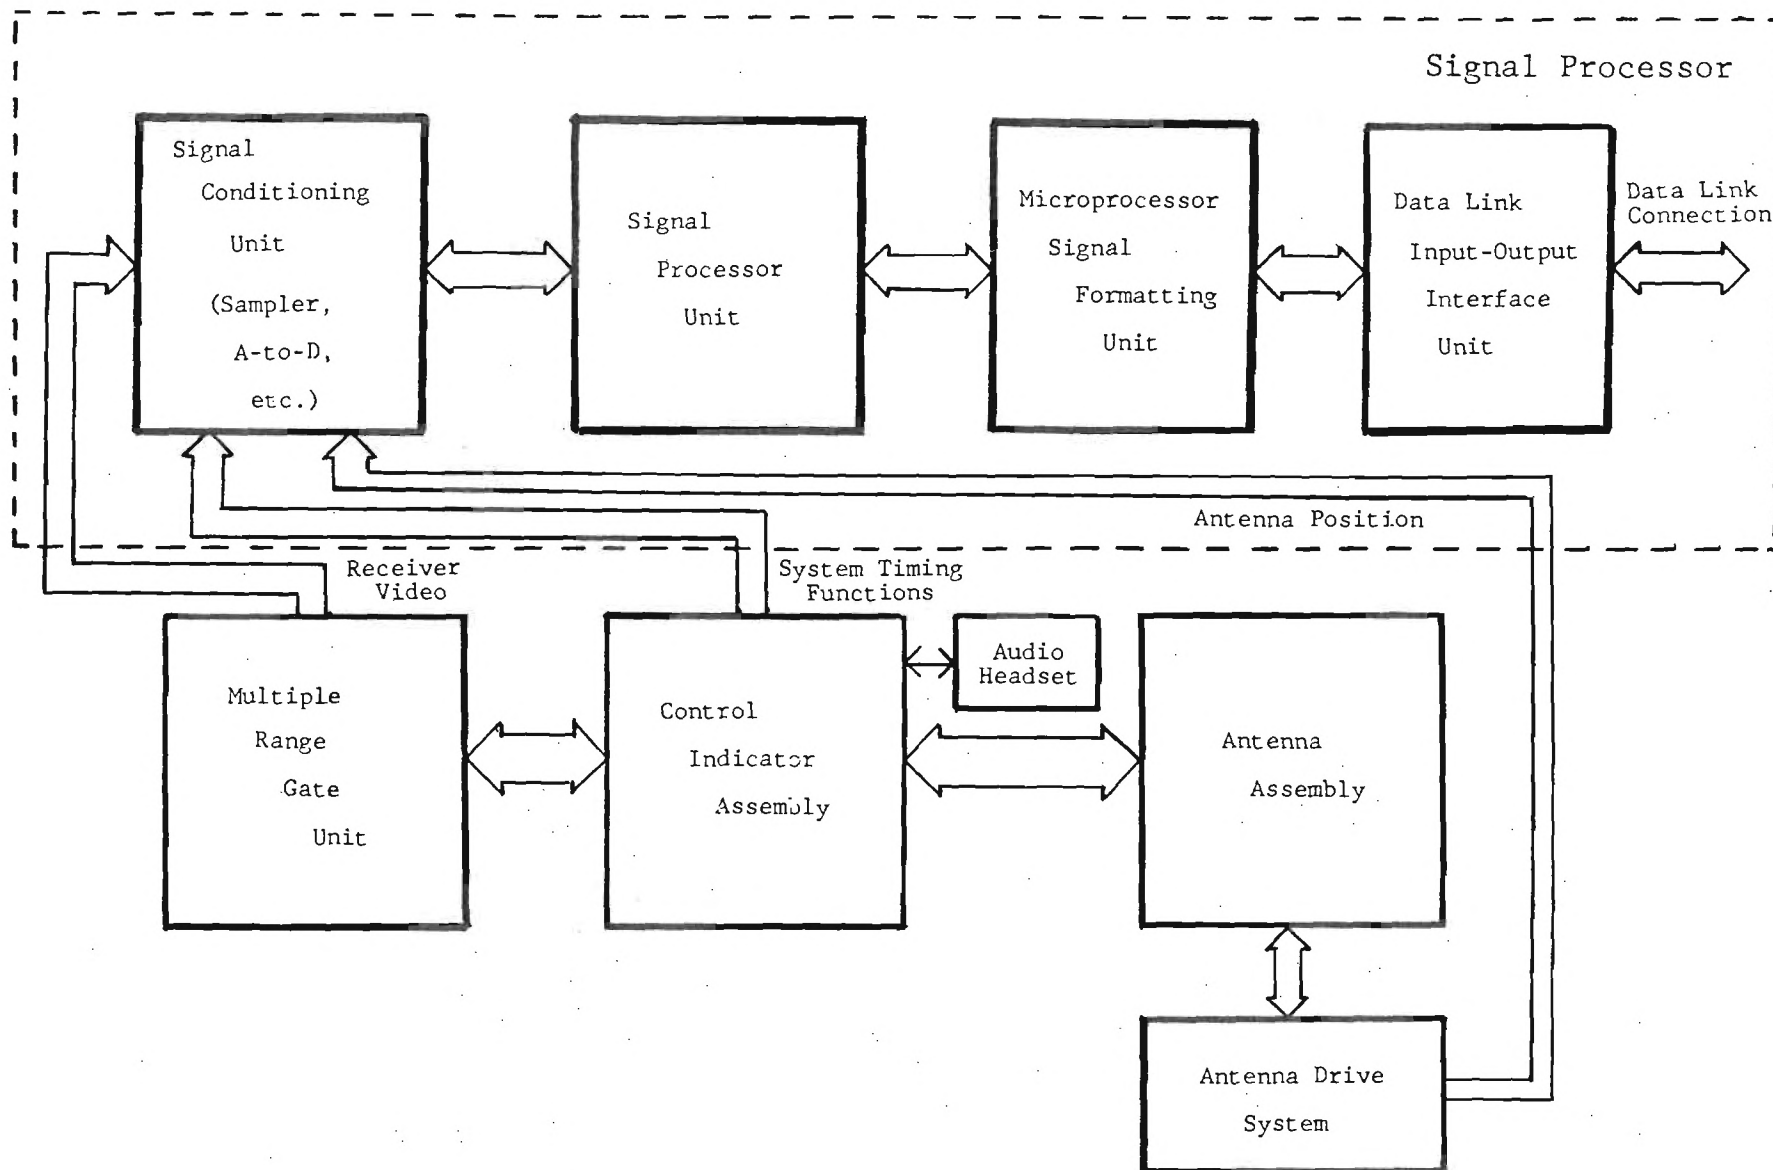 Signal Processor
Signal
Conditioning
Unit
(Sampler,
A-to-D,
etc.)
Signal
Processor
Unit
Microprocessor
Signal
Formatting
Unit
Data Link
Input-Output
Interface
Unit
Data Link
Connection
Antenna Position
Receiver
Video
System Timing
Functions
Multiple
Range
Gate
Unit
Control
Indicator
Assembly
Audio
Headset
Antenna
Assembly
Antenna Drive
System